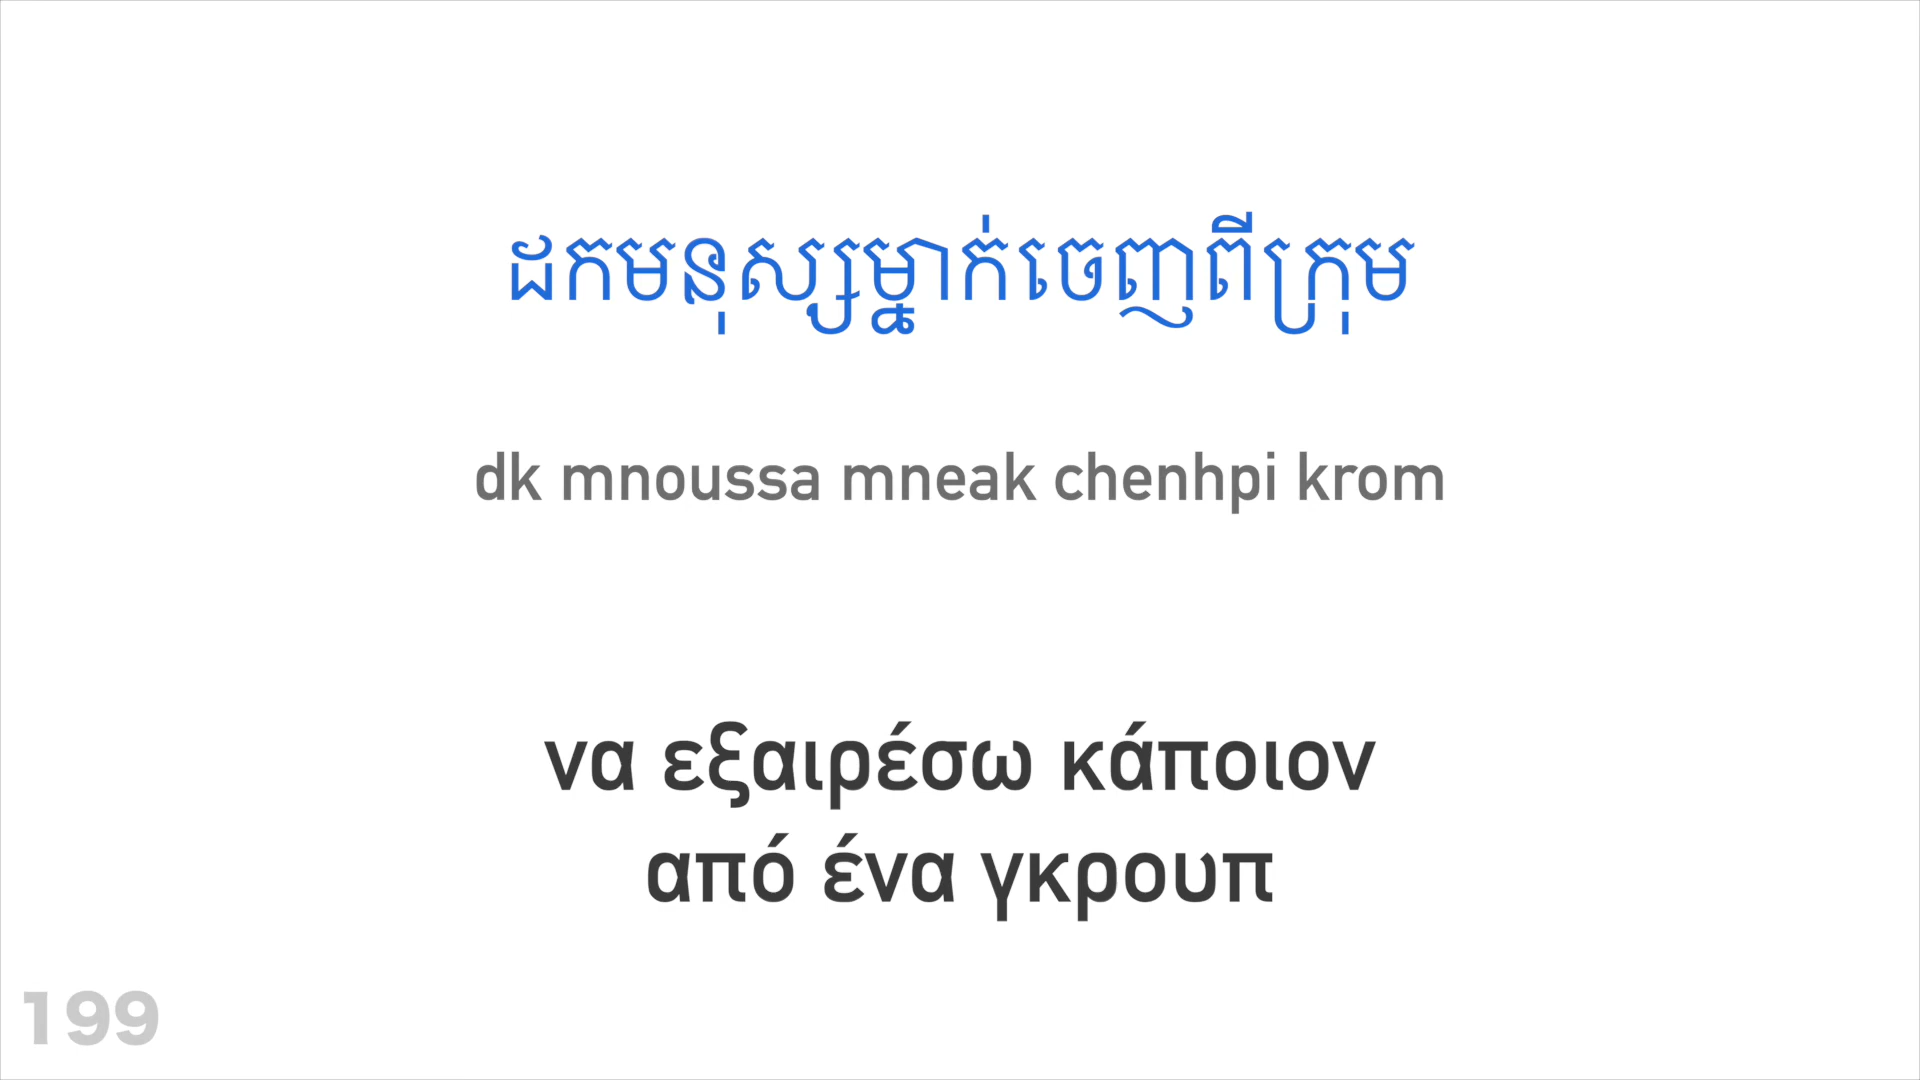 ដកមនុស្សម្នាក់ចេញពីក្រុម
dk mnoussa mneak chenhpi krom
να εξαιρέσω κάποιον
από ένα γκρουπ
199